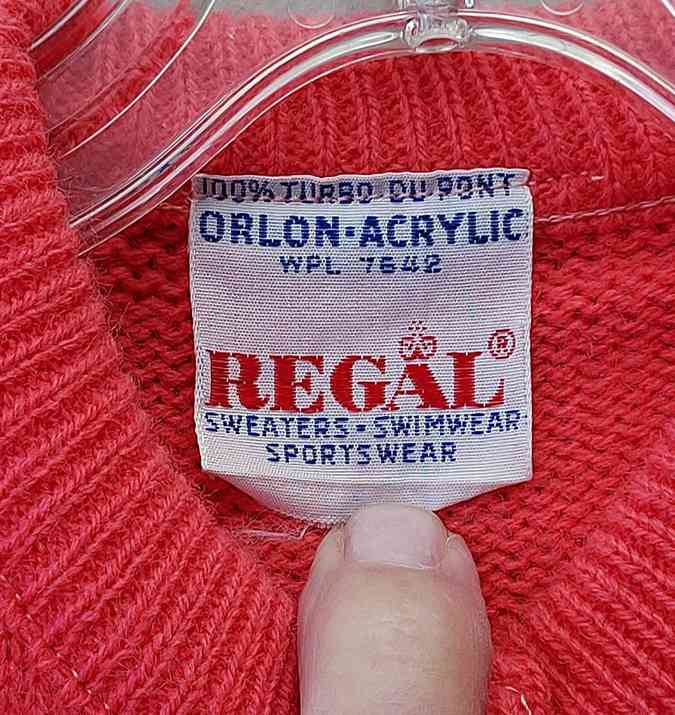 100% TURBO DU PONT
ORLON·ACRYLIC
WPL 7642
REGAL®
SWEATERS - SWIMWEAR-
SPORTSWEAR